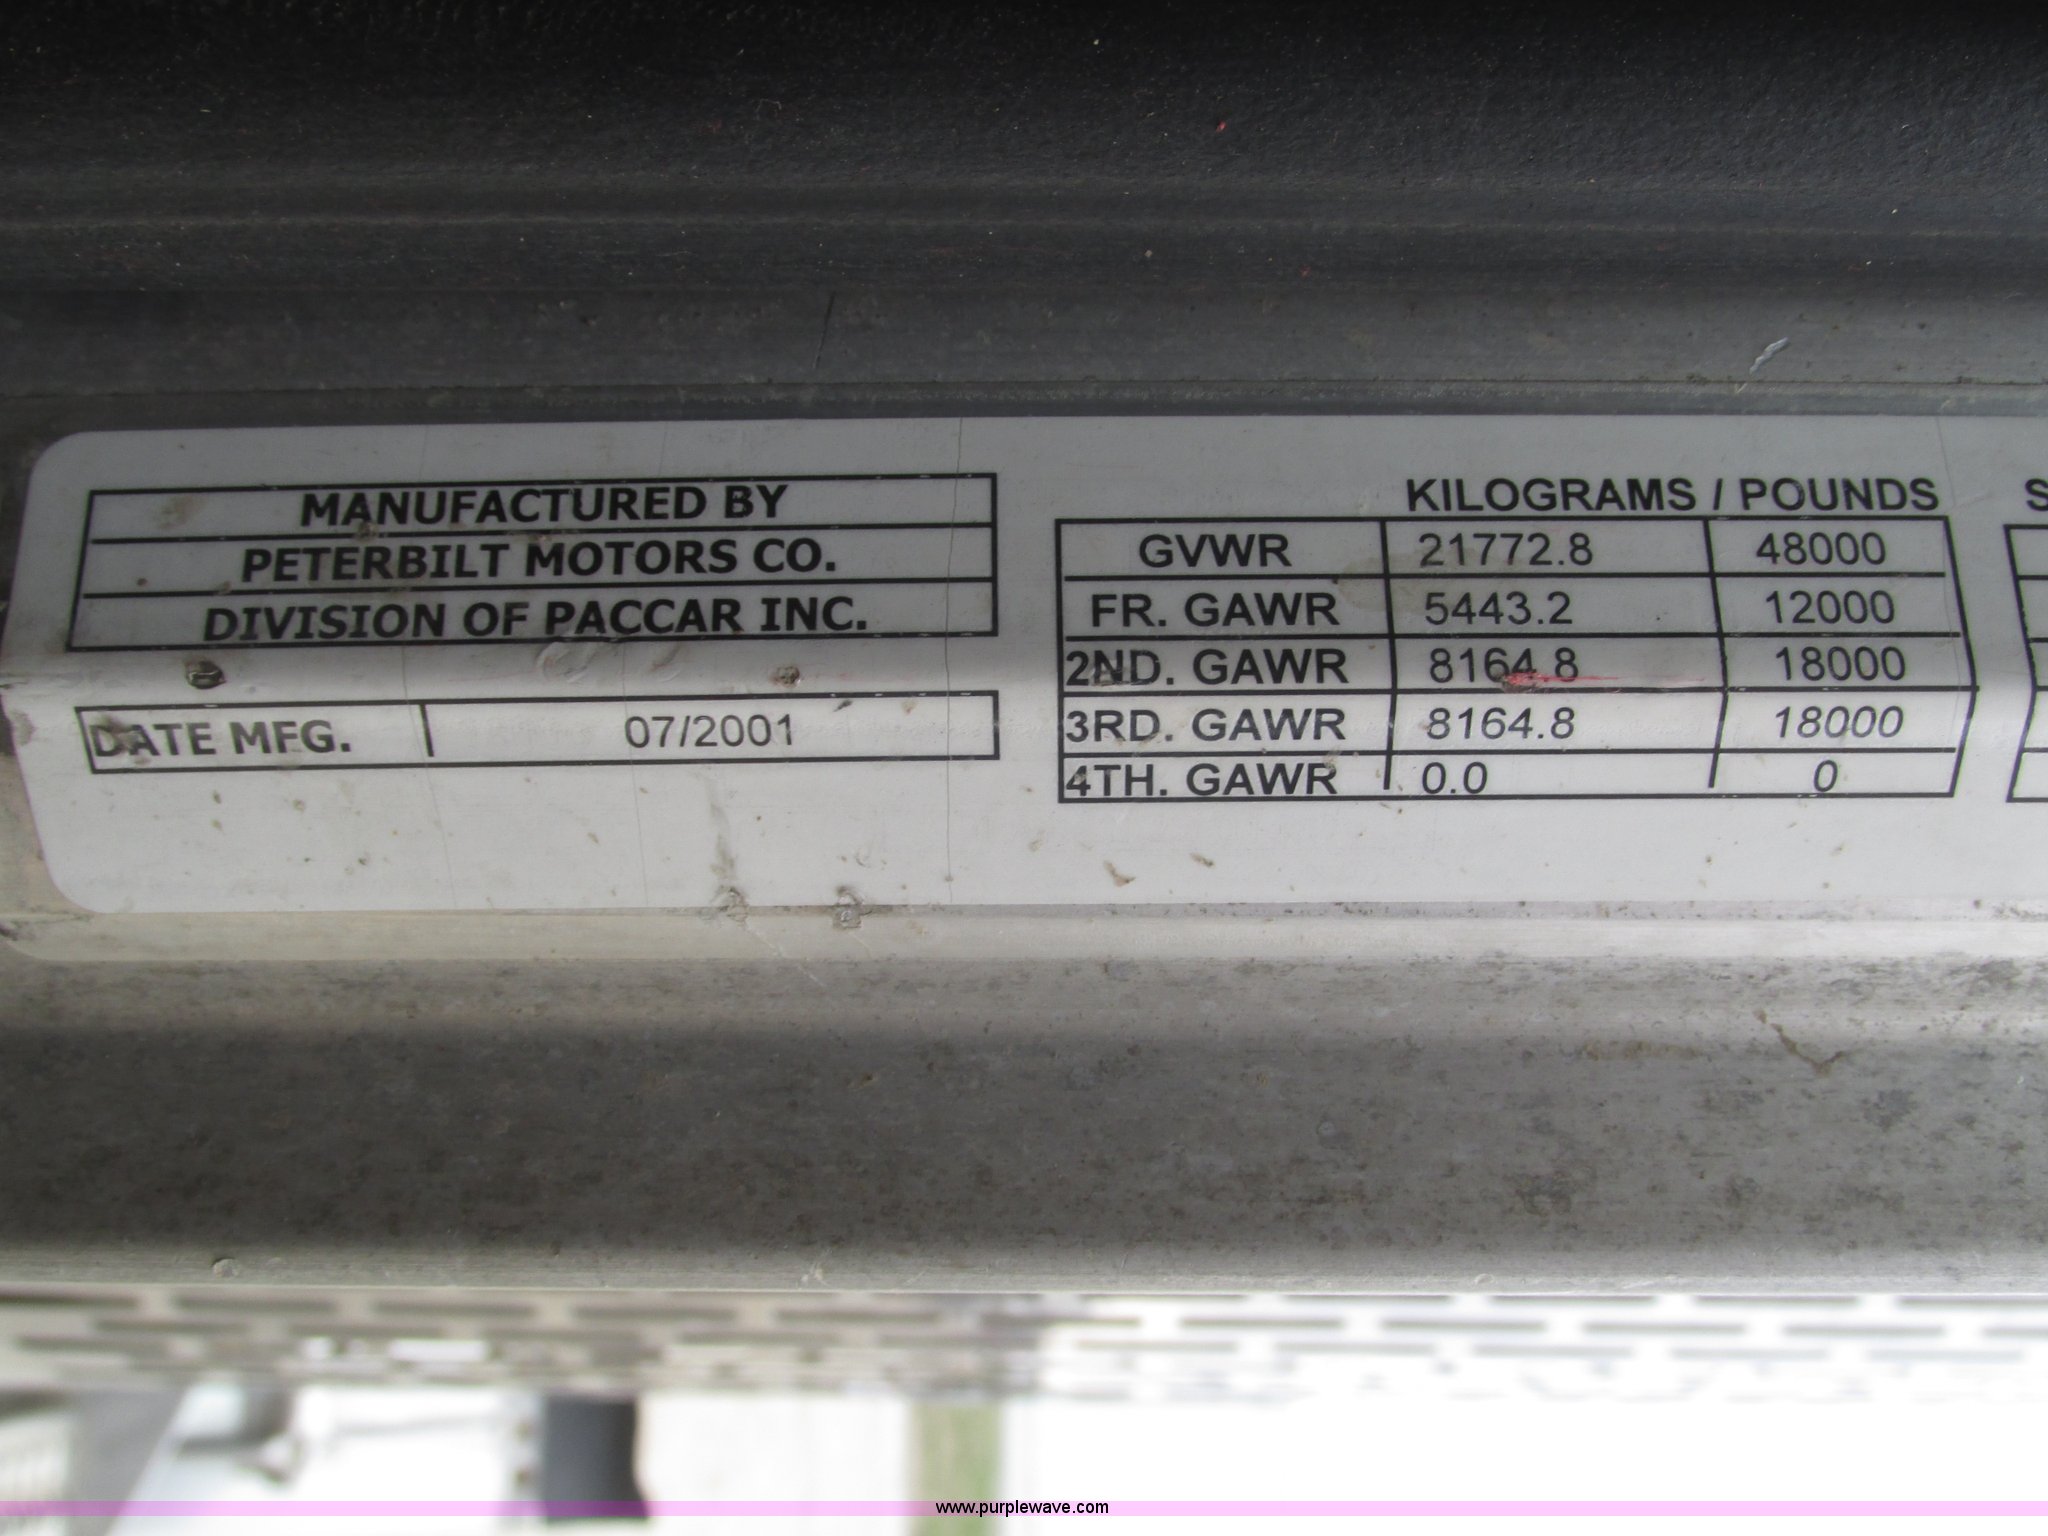 MANUFACTURED BY
PETERBILT MOTORS CO.
DIVISION OF PACCAR INC.
DATE MFG. 07/2001
KILOGRAMS / POUNDS
GVWR 21772.8 48000
FR. GAWR 5443.2 12000
2ND. GAWR 8164.8 18000
3RD. GAWR 8164.8 18000
4TH. GAWR 0.0 0
www.purplewave.com